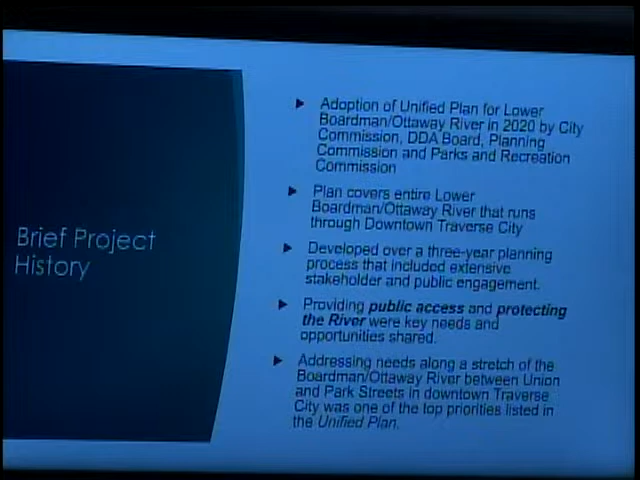 Brief Project
History
Adoption of Unified Plan for Lower
Boardman/Ottaway River in 2020 by City
Commission, DDA Board, Planning
Commission and Parks and Recreation
Commission
Plan covers entire Lower
Boardman/Ottaway River that runs
through Downtown Traverse City
Developed over a three-year planning
process that included extensive
stakeholder and public engagement.
Providing public access and protecting
the River were key needs and
opportunities shared.
Addressing needs along a stretch of the
Boardman/Ottaway River between Union
and Park Streets in downtown Traverse
City was one of the top priorities listed in
the Unified Plan.